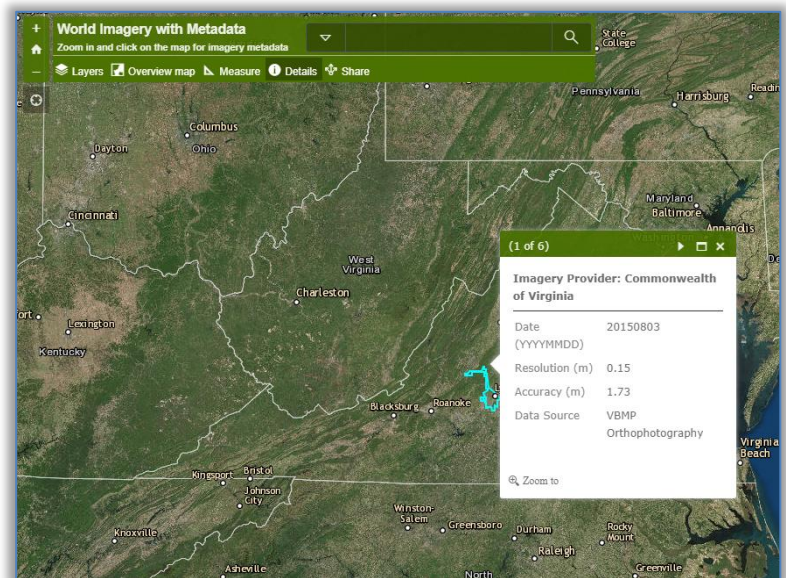 World Imagery with Metadata
Zoom in and click on the map for imagery metadata
Layers Overview map Measure Details Share
State
College
Pennsylvania
Harrisburg
Columbus
Ohio
Dayton
Maryland
Baltimore
Cincinnati
Annapolis
(1 of 6)
Imagery Provider: Commonwealth
of Virginia
Date
(YYYYMMDD)
20150803
Resolution (m) 0.15
Accuracy (m) 1.73
Data Source VBMP
Orthophotography
Zoom to
West
Virginia
Charleston
Lexington
Kentucky
Blacksburg
Roanoke
Virginia
Beach
Kingsport
Bristol
Johnson
City
Winston-
Salem
Greensboro
Durham
Rocky
Mount
Knoxville
Raleigh
Asheville
North
Greenville